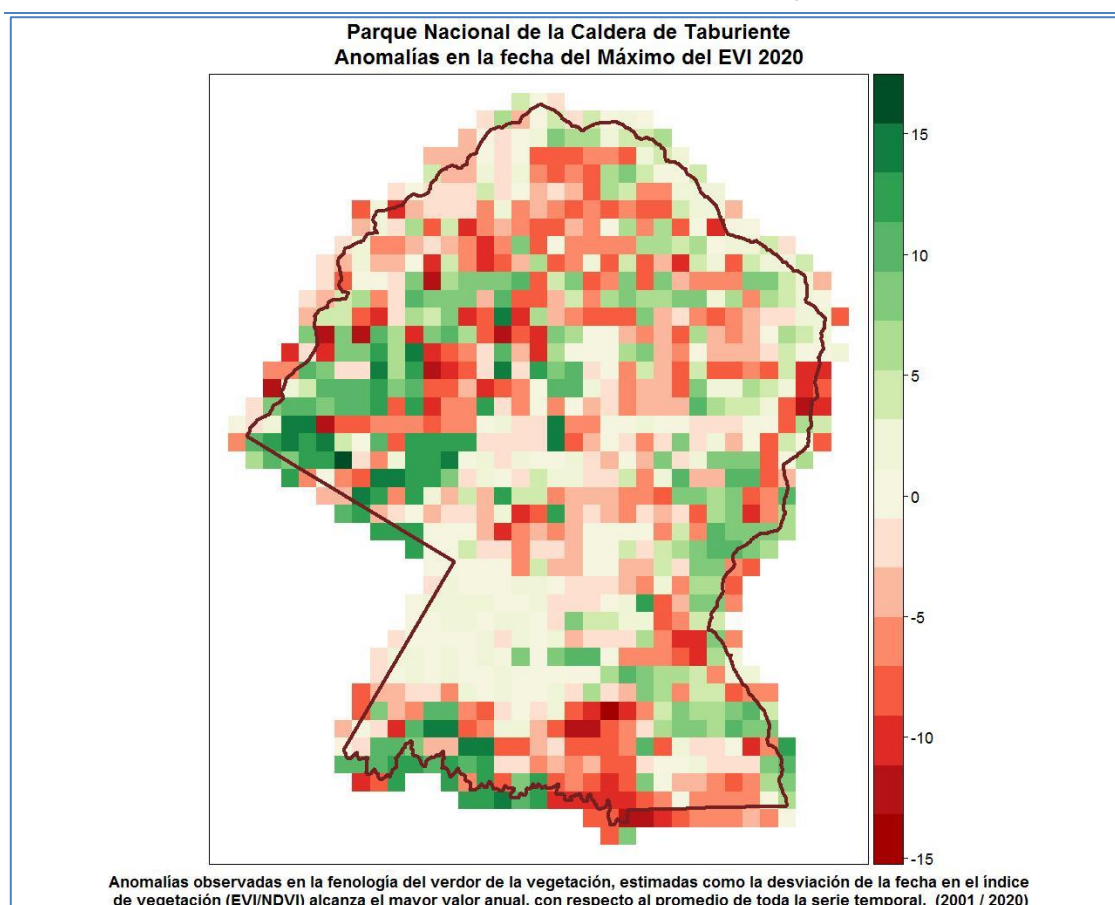 Parque Nacional de la Caldera de Taburiente
Anomalías en la fecha del Máximo del EVI 2020
15
10
5
0
-5
-10
-15
Anomalías observadas en la fenología del verdor de la vegetación, estimadas como la desviación de la fecha en el índice
de vegetación (EVI/NDVI) alcanza el mayor valor anual, con respecto al promedio de toda la serie temporal. (2001 / 2020)